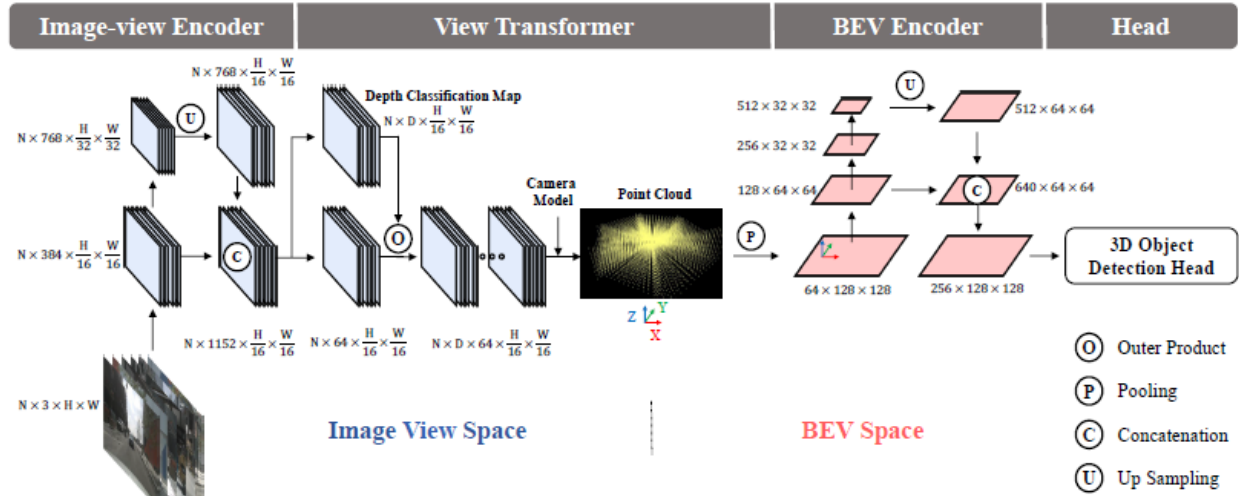 Image-view Encoder
View Transformer
BEV Encoder
Head
N × 768 × H/16 × W/16
U
N × 768 × H/32 × W/32
N × 384 × H/16 × W/16
C
N × 1152 × H/16 × W/16
N × 3 × H × W
Depth Classification Map
N × D × H/16 × W/16
O
N × 64 × H/16 × W/16
N × D × 64 × H/16 × W/16
Camera
Model
Point Cloud
Z
Y
X
P
512 × 32 × 32
U
512 × 64 × 64
256 × 32 × 32
128 × 64 × 64
C
640 × 64 × 64
64 × 128 × 128
256 × 128 × 128
3D Object
Detection Head
O Outer Product
P Pooling
C Concatenation
U Up Sampling
Image View Space
BEV Space